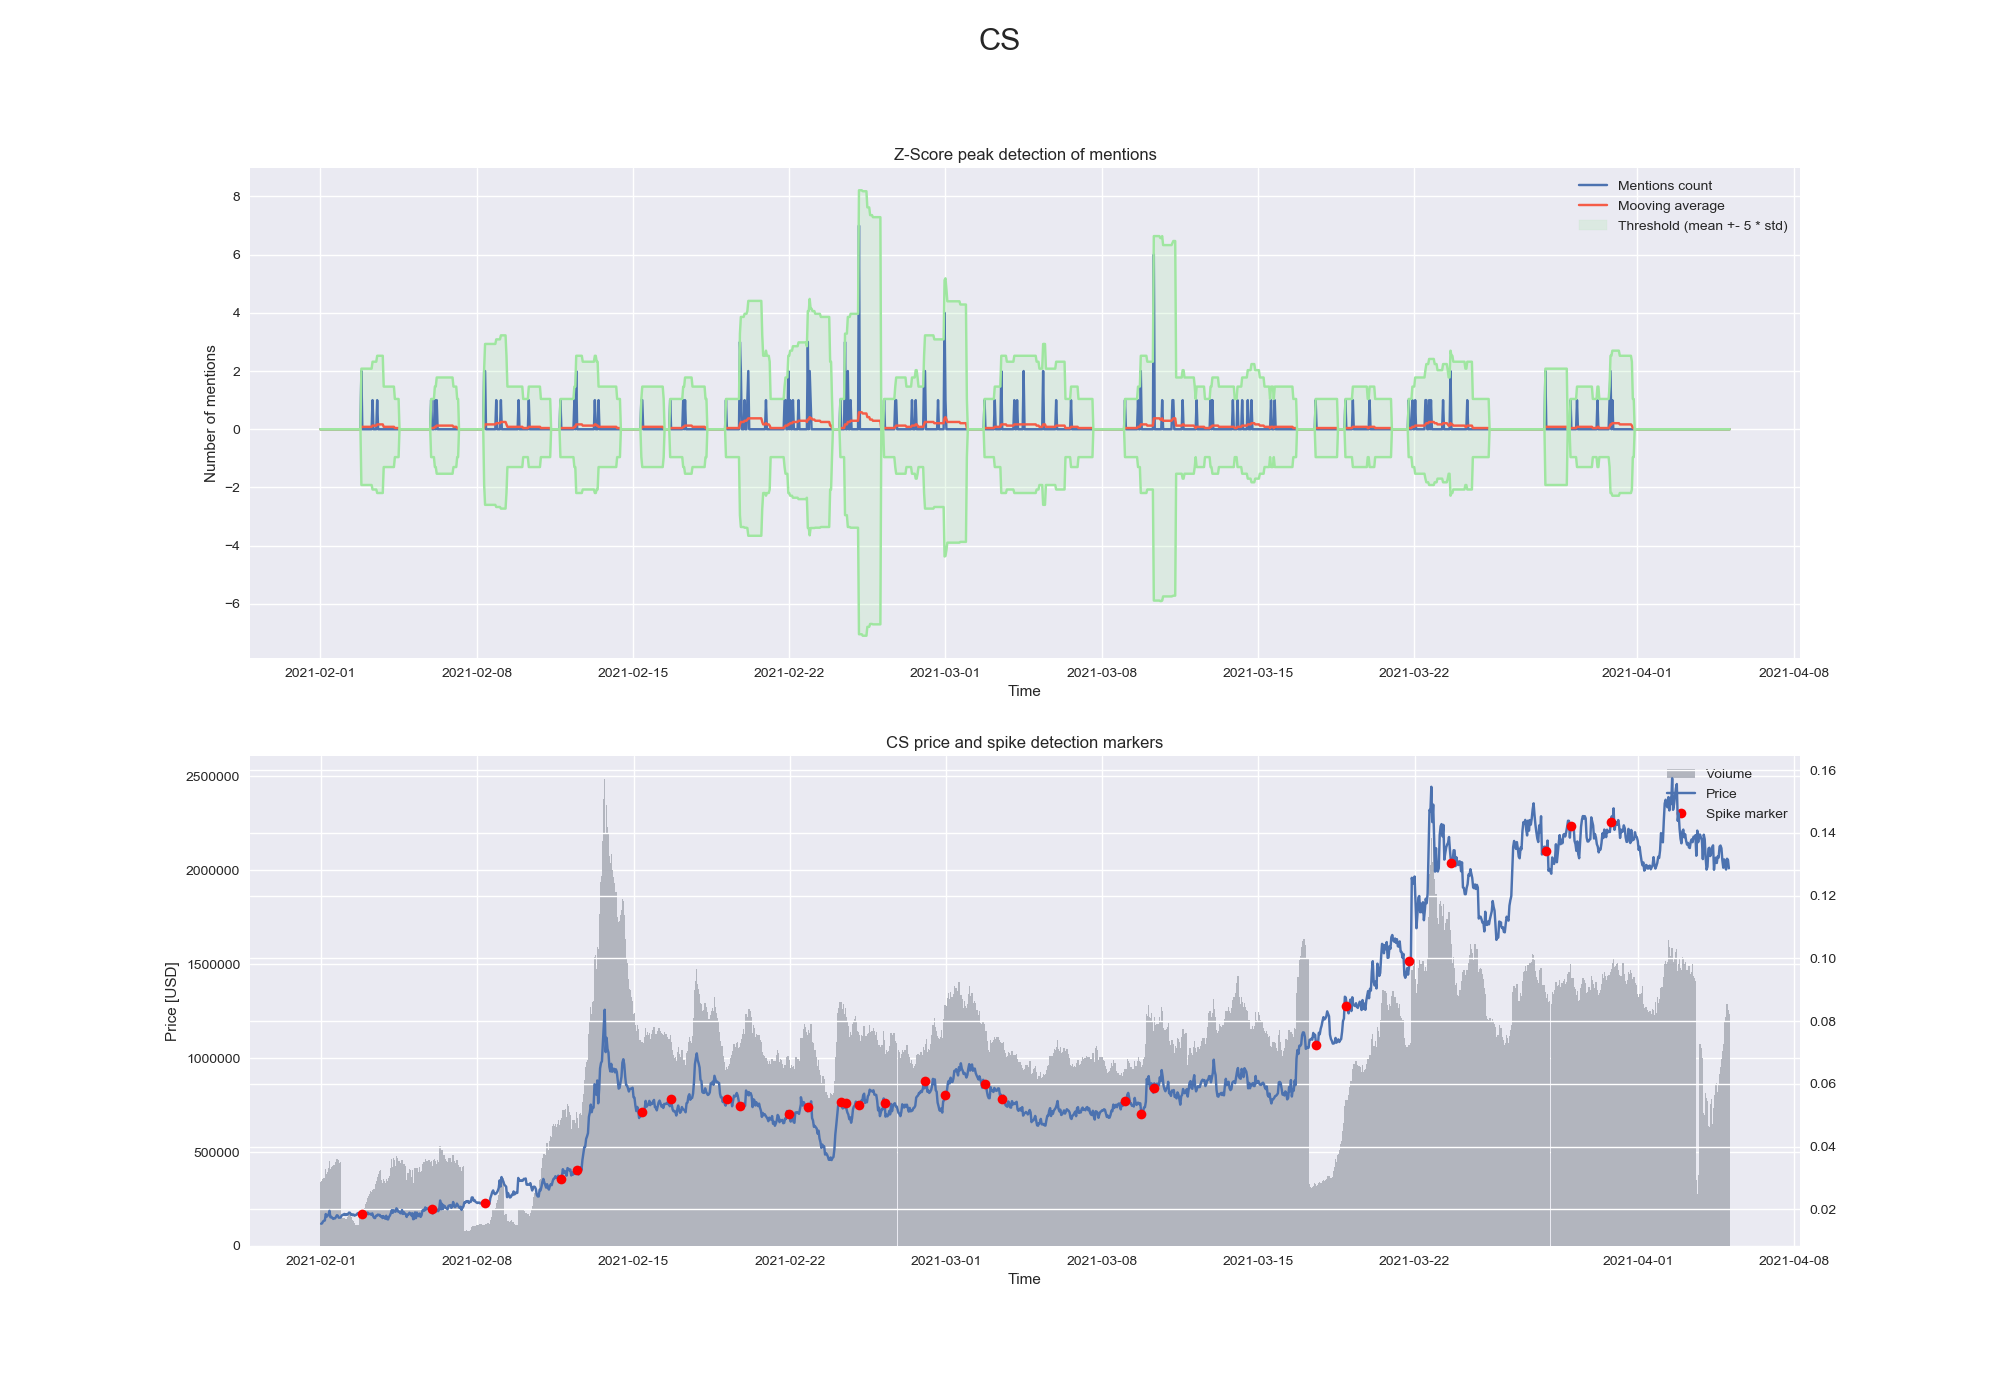 CS
Z-Score peak detection of mentions
Mentions count
Mooving average
Threshold (mean +- 5 * std)
Number of mentions
8
6
4
2
0
−2
−4
−6
2021-02-01 2021-02-08 2021-02-15 2021-02-22 2021-03-01 2021-03-08 2021-03-15 2021-03-22 2021-04-01 2021-04-08
Time
CS price and spike detection markers
Volume
Price
Spike marker
Price [USD]
2500000
2000000
1500000
1000000
500000
0
0.16
0.14
0.12
0.10
0.08
0.06
0.04
0.02
2021-02-01 2021-02-08 2021-02-15 2021-02-22 2021-03-01 2021-03-08 2021-03-15 2021-03-22 2021-04-01 2021-04-08
Time